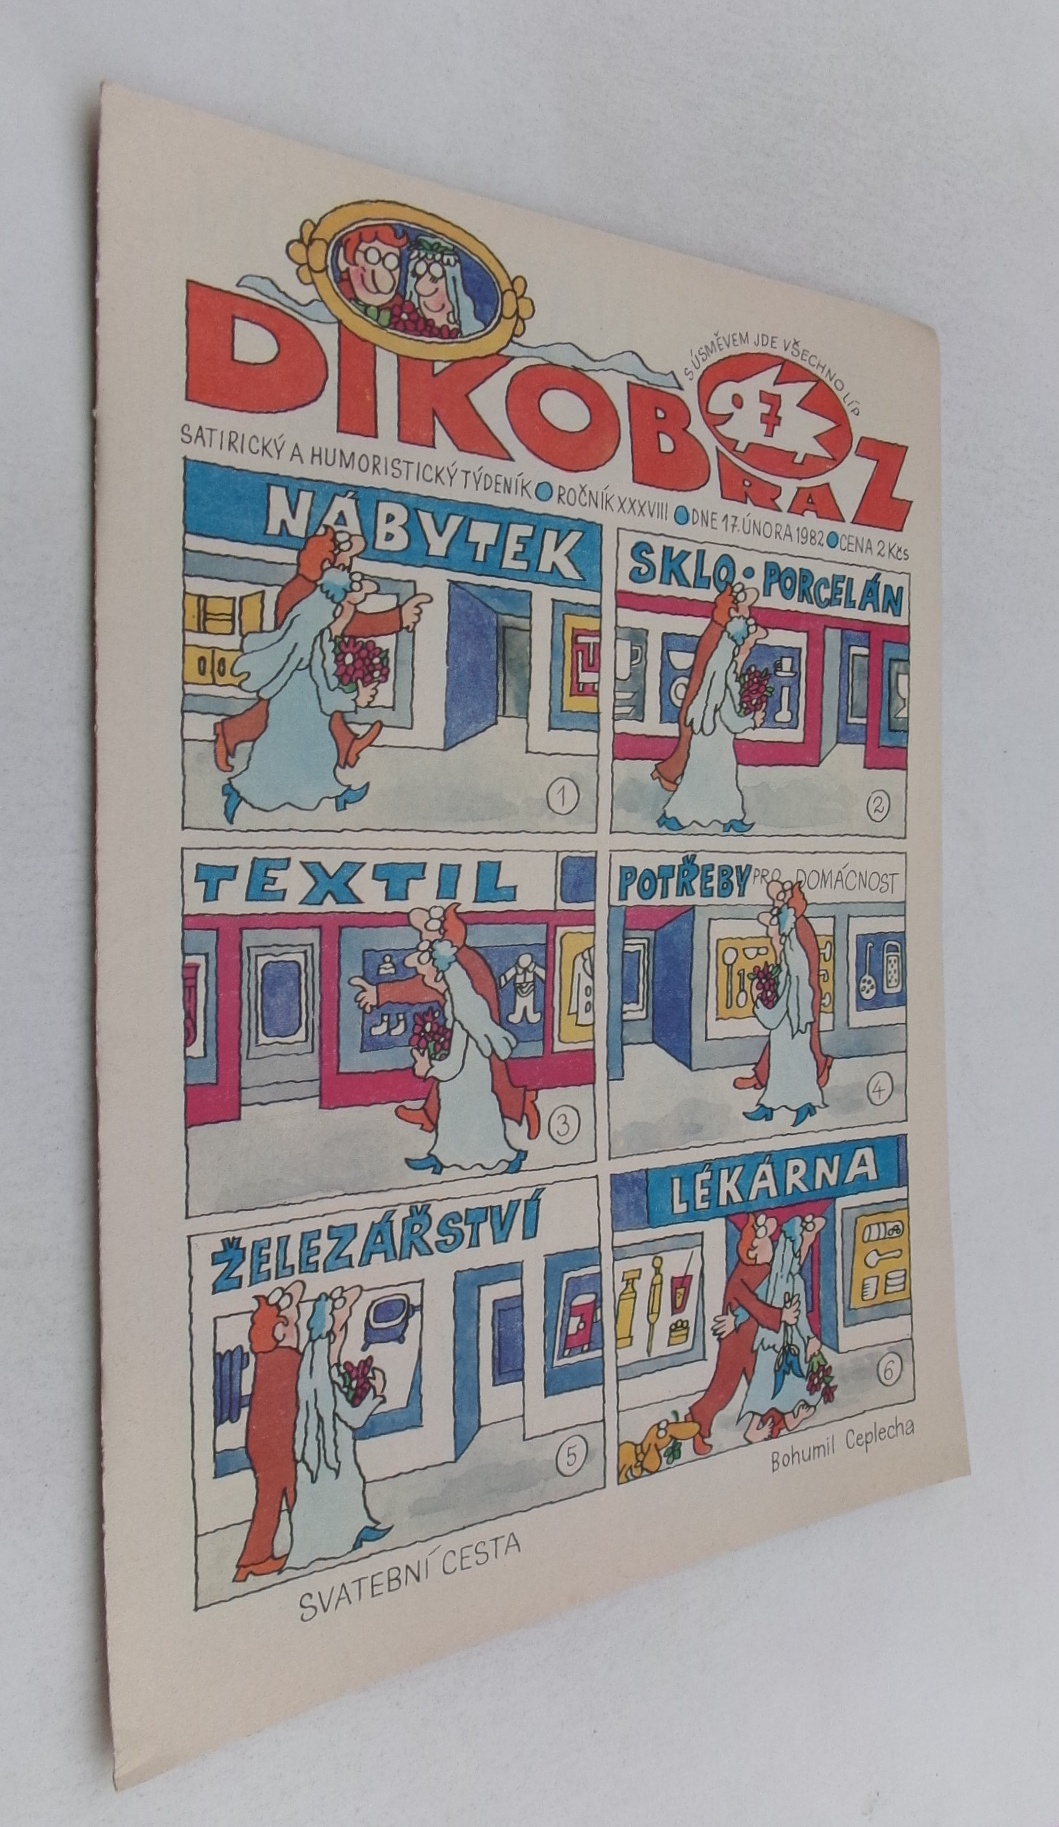 S ÚSMĚVEM JDE VŠECHNO LÍP
DIKOBRAZ
7
SATIRICKÝ A HUMORISTICKÝ TÝDENÍK ● ROČNÍK XXXVIII ● DNE 17. ÚNORA 1982 ● CENA 2 Kčs
NÁBYTEK
1
SKLO • PORCELÁN
2
TEXTIL
3
POTŘEBY PRO DOMÁCNOST
4
ŽELEZÁŘSTVÍ
5
LÉKÁRNA
6
Bohumil Ceplecha
SVATEBNÍ CESTA